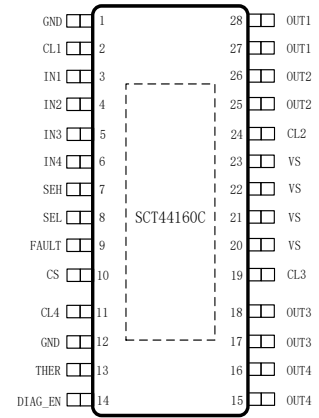 GND 1 28 OUT1
CL1 2 27 OUT1
IN1 3 26 OUT2
IN2 4 25 OUT2
IN3 5 24 CL2
IN4 6 23 VS
SEH 7 22 VS
SEL 8 SCT44160C 21 VS
FAULT 9 20 VS
CS 10 19 CL3
CL4 11 18 OUT3
GND 12 17 OUT3
THER 13 16 OUT4
DIAG_EN 14 15 OUT4